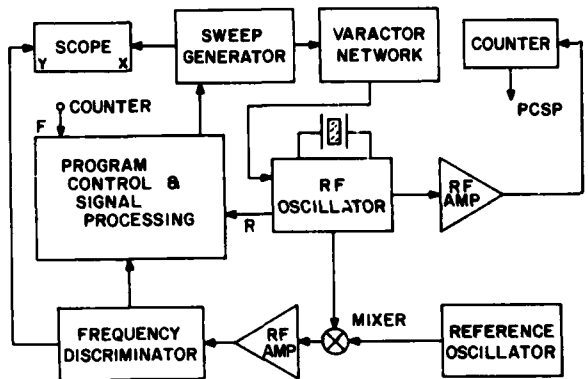 SCOPE
Y X
SWEEP
GENERATOR
VARACTOR
NETWORK
COUNTER
PCSP
COUNTER
F
PROGRAM
CONTROL &
SIGNAL
PROCESSING
R
RF
OSCILLATOR
RF
AMP
FREQUENCY
DISCRIMINATOR
RF
AMP
MIXER
REFERENCE
OSCILLATOR